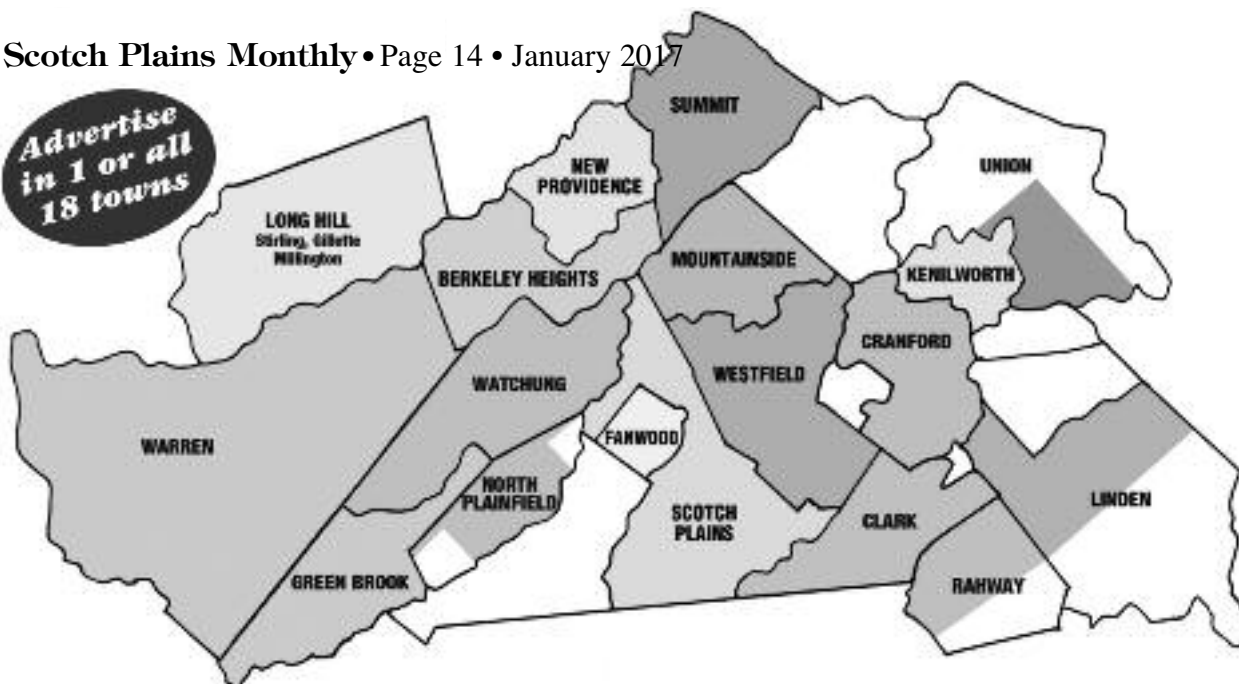 Scotch Plains Monthly • Page 14 • January 2017
Advertise
in 1 or all
18 towns
SUMMIT
NEW
PROVIDENCE
UNION
LONG HILL
Stirling, Gillette
Millington
MOUNTAINSIDE
KENILWORTH
BERKELEY HEIGHTS
CRANFORD
WESTFIELD
WATCHUNG
FANWOOD
WARREN
NORTH
PLAINFIELD
LINDEN
SCOTCH
PLAINS
CLARK
GREEN BROOK
RAHWAY